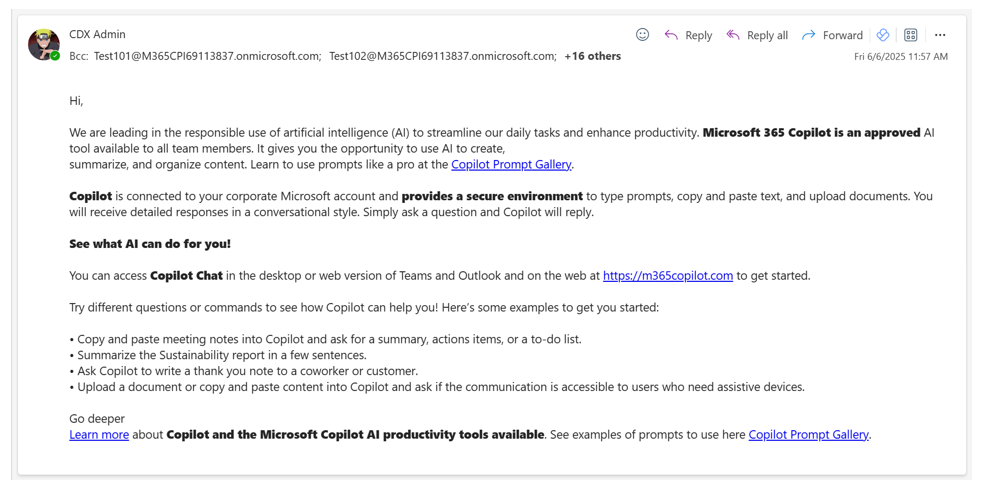 CDX Admin
Reply Reply all Forward
Bcc: Test101@M365CPI69113837.onmicrosoft.com; Test102@M365CPI69113837.onmicrosoft.com; +16 others
Fri 6/6/2025 11:57 AM
Hi,
We are leading in the responsible use of artificial intelligence (AI) to streamline our daily tasks and enhance productivity. Microsoft 365 Copilot is an approved AI
tool available to all team members. It gives you the opportunity to use AI to create,
summarize, and organize content. Learn to use prompts like a pro at the Copilot Prompt Gallery.
Copilot is connected to your corporate Microsoft account and provides a secure environment to type prompts, copy and paste text, and upload documents. You
will receive detailed responses in a conversational style. Simply ask a question and Copilot will reply.
See what AI can do for you!
You can access Copilot Chat in the desktop or web version of Teams and Outlook and on the web at https://m365copilot.com to get started.
Try different questions or commands to see how Copilot can help you! Here's some examples to get you started:
• Copy and paste meeting notes into Copilot and ask for a summary, actions items, or a to-do list.
• Summarize the Sustainability report in a few sentences.
• Ask Copilot to write a thank you note to a coworker or customer.
• Upload a document or copy and paste content into Copilot and ask if the communication is accessible to users who need assistive devices.
Go deeper
Learn more about Copilot and the Microsoft Copilot AI productivity tools available. See examples of prompts to use here Copilot Prompt Gallery.